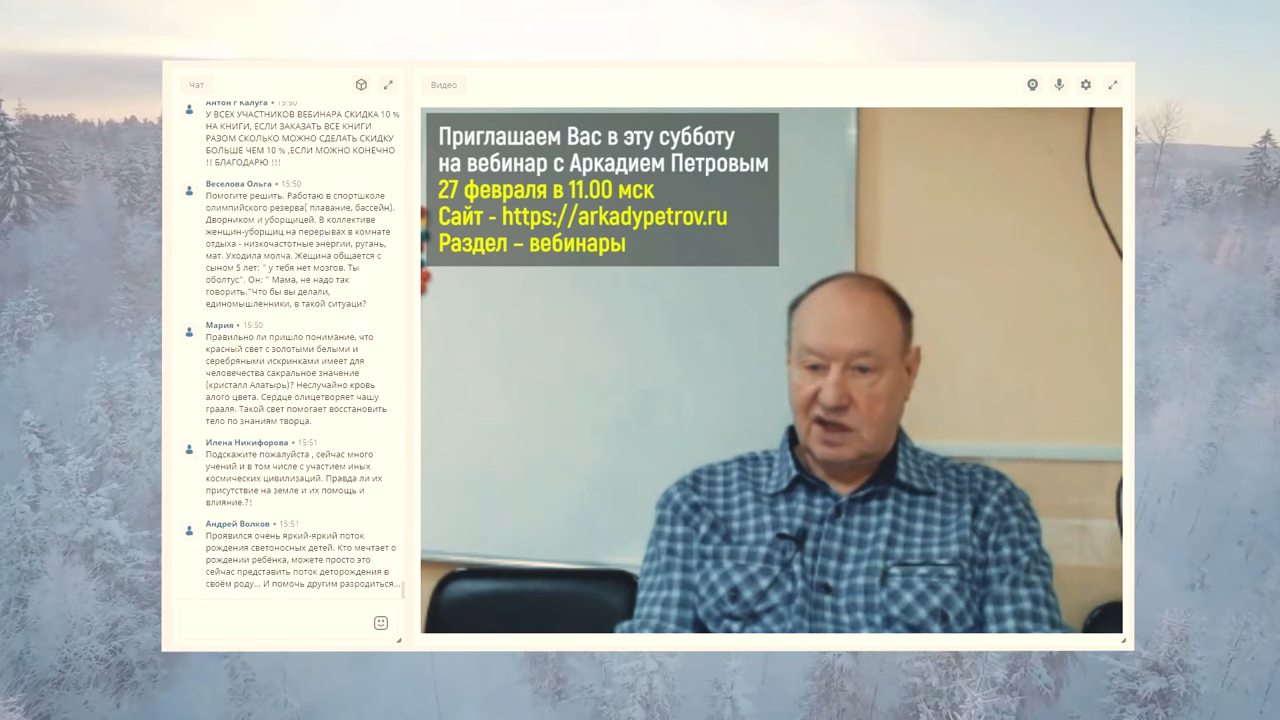 Чат
Антон г Калуга • 15:50
У ВСЕХ УЧАСТНИКОВ ВЕБИНАРА СКИДКА 10 %
НА КНИГИ, ЕСЛИ ЗАКАЗАТЬ ВСЕ КНИГИ
РАЗОМ СКОЛЬКО МОЖНО СДЕЛАТЬ СКИДКУ
БОЛЬШЕ ЧЕМ 10 % ,ЕСЛИ МОЖНО КОНЕЧНО
!! БЛАГОДАРЮ !!!
Веселова Ольга • 15:50
Помогите решить. Работаю в спортшколе
олимпийского резерва( плавание, бассейн).
Дворником и уборщицей. В коллективе
женщин-уборщиц на перерывах в комнате
отдыха - низкочастотные энергии, ругань,
мат. Уходила молча. Жещина общается с
сыном 5 лет: " у тебя нет мозгов. Ты
оболтус". Он: " Мама, не надо так
говорить."Что бы вы делали,
единомышленники, в такой ситуаци?
Мария • 15:50
Правильно ли пришло понимание, что
красный свет с золотыми белыми и
серебряными искринками имеет для
человечества сакральное значение
(кристалл Алатырь)? Неслучайно кровь
алого цвета. Сердце олицетворяет чашу
грааля. Такой свет помогает восстановить
тело по знаниям творца.
Илена Никифорова • 15:51
Подскажите пожалуйста , сейчас много
учений и в том числе с участием иных
космических цивилизаций. Правда ли их
присутствие на земле и их помощь и
влияние.?!
Андрей Волков • 15:51
Проявился очень яркий-яркий поток
рождения светоносных детей. Кто мечтает о
рождении ребёнка, можете просто это
сейчас представить поток деторождения в
своём роду... И помочь другим разродиться...
Видео
Приглашаем Вас в эту субботу
на вебинар с Аркадием Петровым
27 февраля в 11.00 мск
Сайт - https://arkadypetrov.ru
Раздел – вебинары